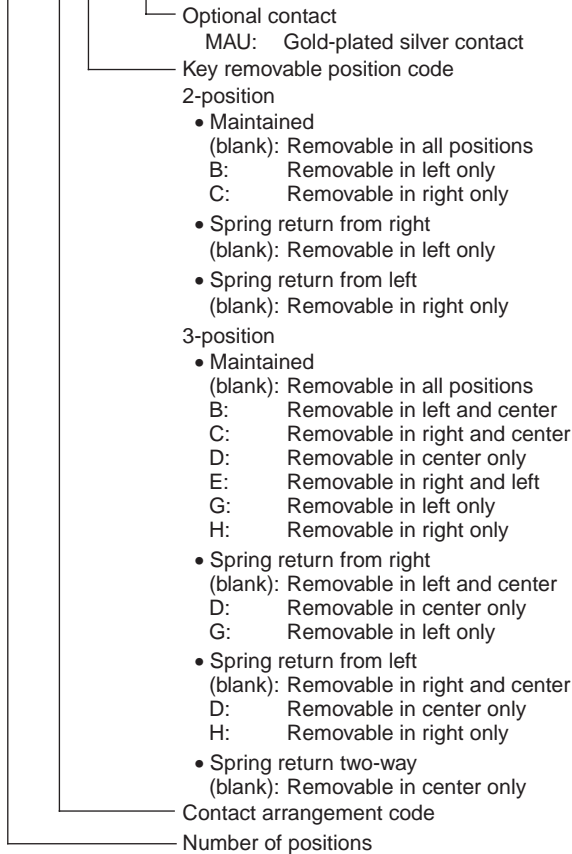 Optional contact
MAU: Gold-plated silver contact
Key removable position code
2-position
• Maintained
(blank): Removable in all positions
B: Removable in left only
C: Removable in right only
• Spring return from right
(blank): Removable in left only
• Spring return from left
(blank): Removable in right only
3-position
• Maintained
(blank): Removable in all positions
B: Removable in left and center
C: Removable in right and center
D: Removable in center only
E: Removable in right and left
G: Removable in left only
H: Removable in right only
• Spring return from right
(blank): Removable in left and center
D: Removable in center only
G: Removable in left only
• Spring return from left
(blank): Removable in right and center
D: Removable in center only
H: Removable in right only
• Spring return two-way
(blank): Removable in center only
Contact arrangement code
Number of positions